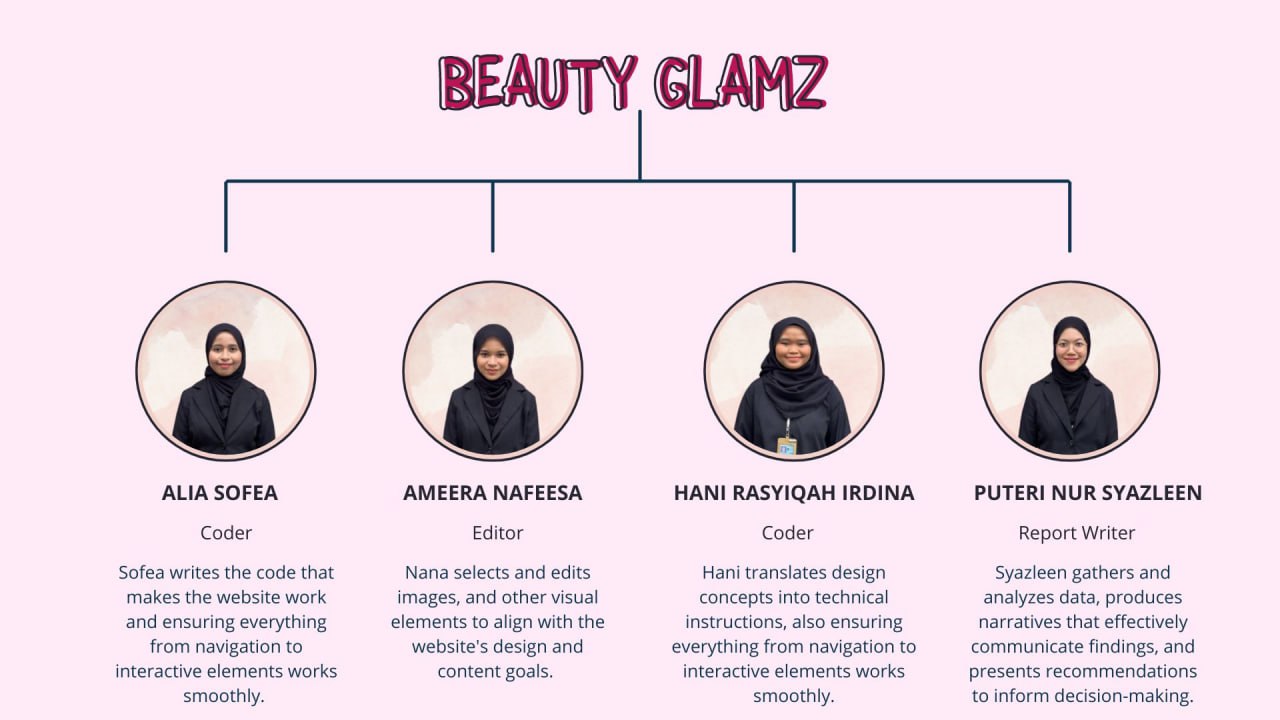 BEAUTY GLAMZ
ALIA SOFEA
Coder
Sofea writes the code that
makes the website work
and ensuring everything
from navigation to
interactive elements works
smoothly.
AMEERA NAFEESA
Editor
Nana selects and edits
images, and other visual
elements to align with the
website's design and
content goals.
HANI RASYIQAH IRDINA
Coder
Hani translates design
concepts into technical
instructions, also ensuring
everything from navigation to
interactive elements works
smoothly.
PUTERI NUR SYAZLEEN
Report Writer
Syazleen gathers and
analyzes data, produces
narratives that effectively
communicate findings, and
presents recommendations
to inform decision-making.